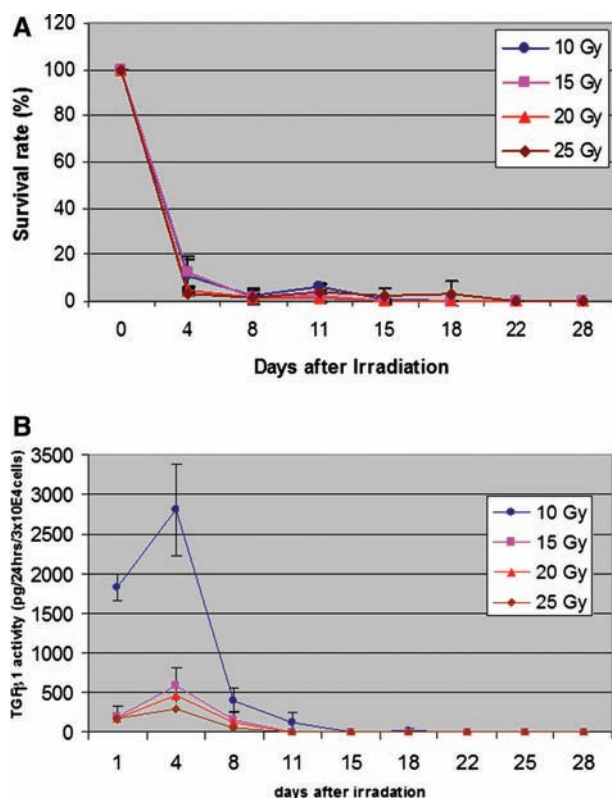 A
Survival rate (%)
120
100
80
60
40
20
0
10 Gy
15 Gy
20 Gy
25 Gy
0 4 8 11 15 18 22 28
Days after Irradiation
B
TGFβ1 activity (pg/24hrs/3x10E4cells)
3500
3000
2500
2000
1500
1000
500
0
10 Gy
15 Gy
20 Gy
25 Gy
1 4 8 11 15 18 22 25 28
days after irradation